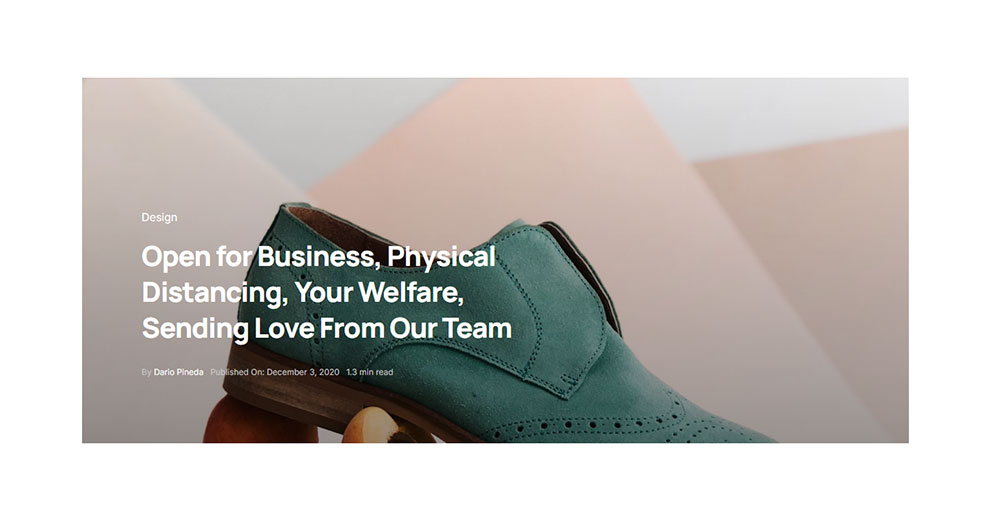 Design
Open for Business, Physical
Distancing, Your Welfare,
Sending Love From Our Team
By Dario Pineda Published On: December 3, 2020 1.3 min read